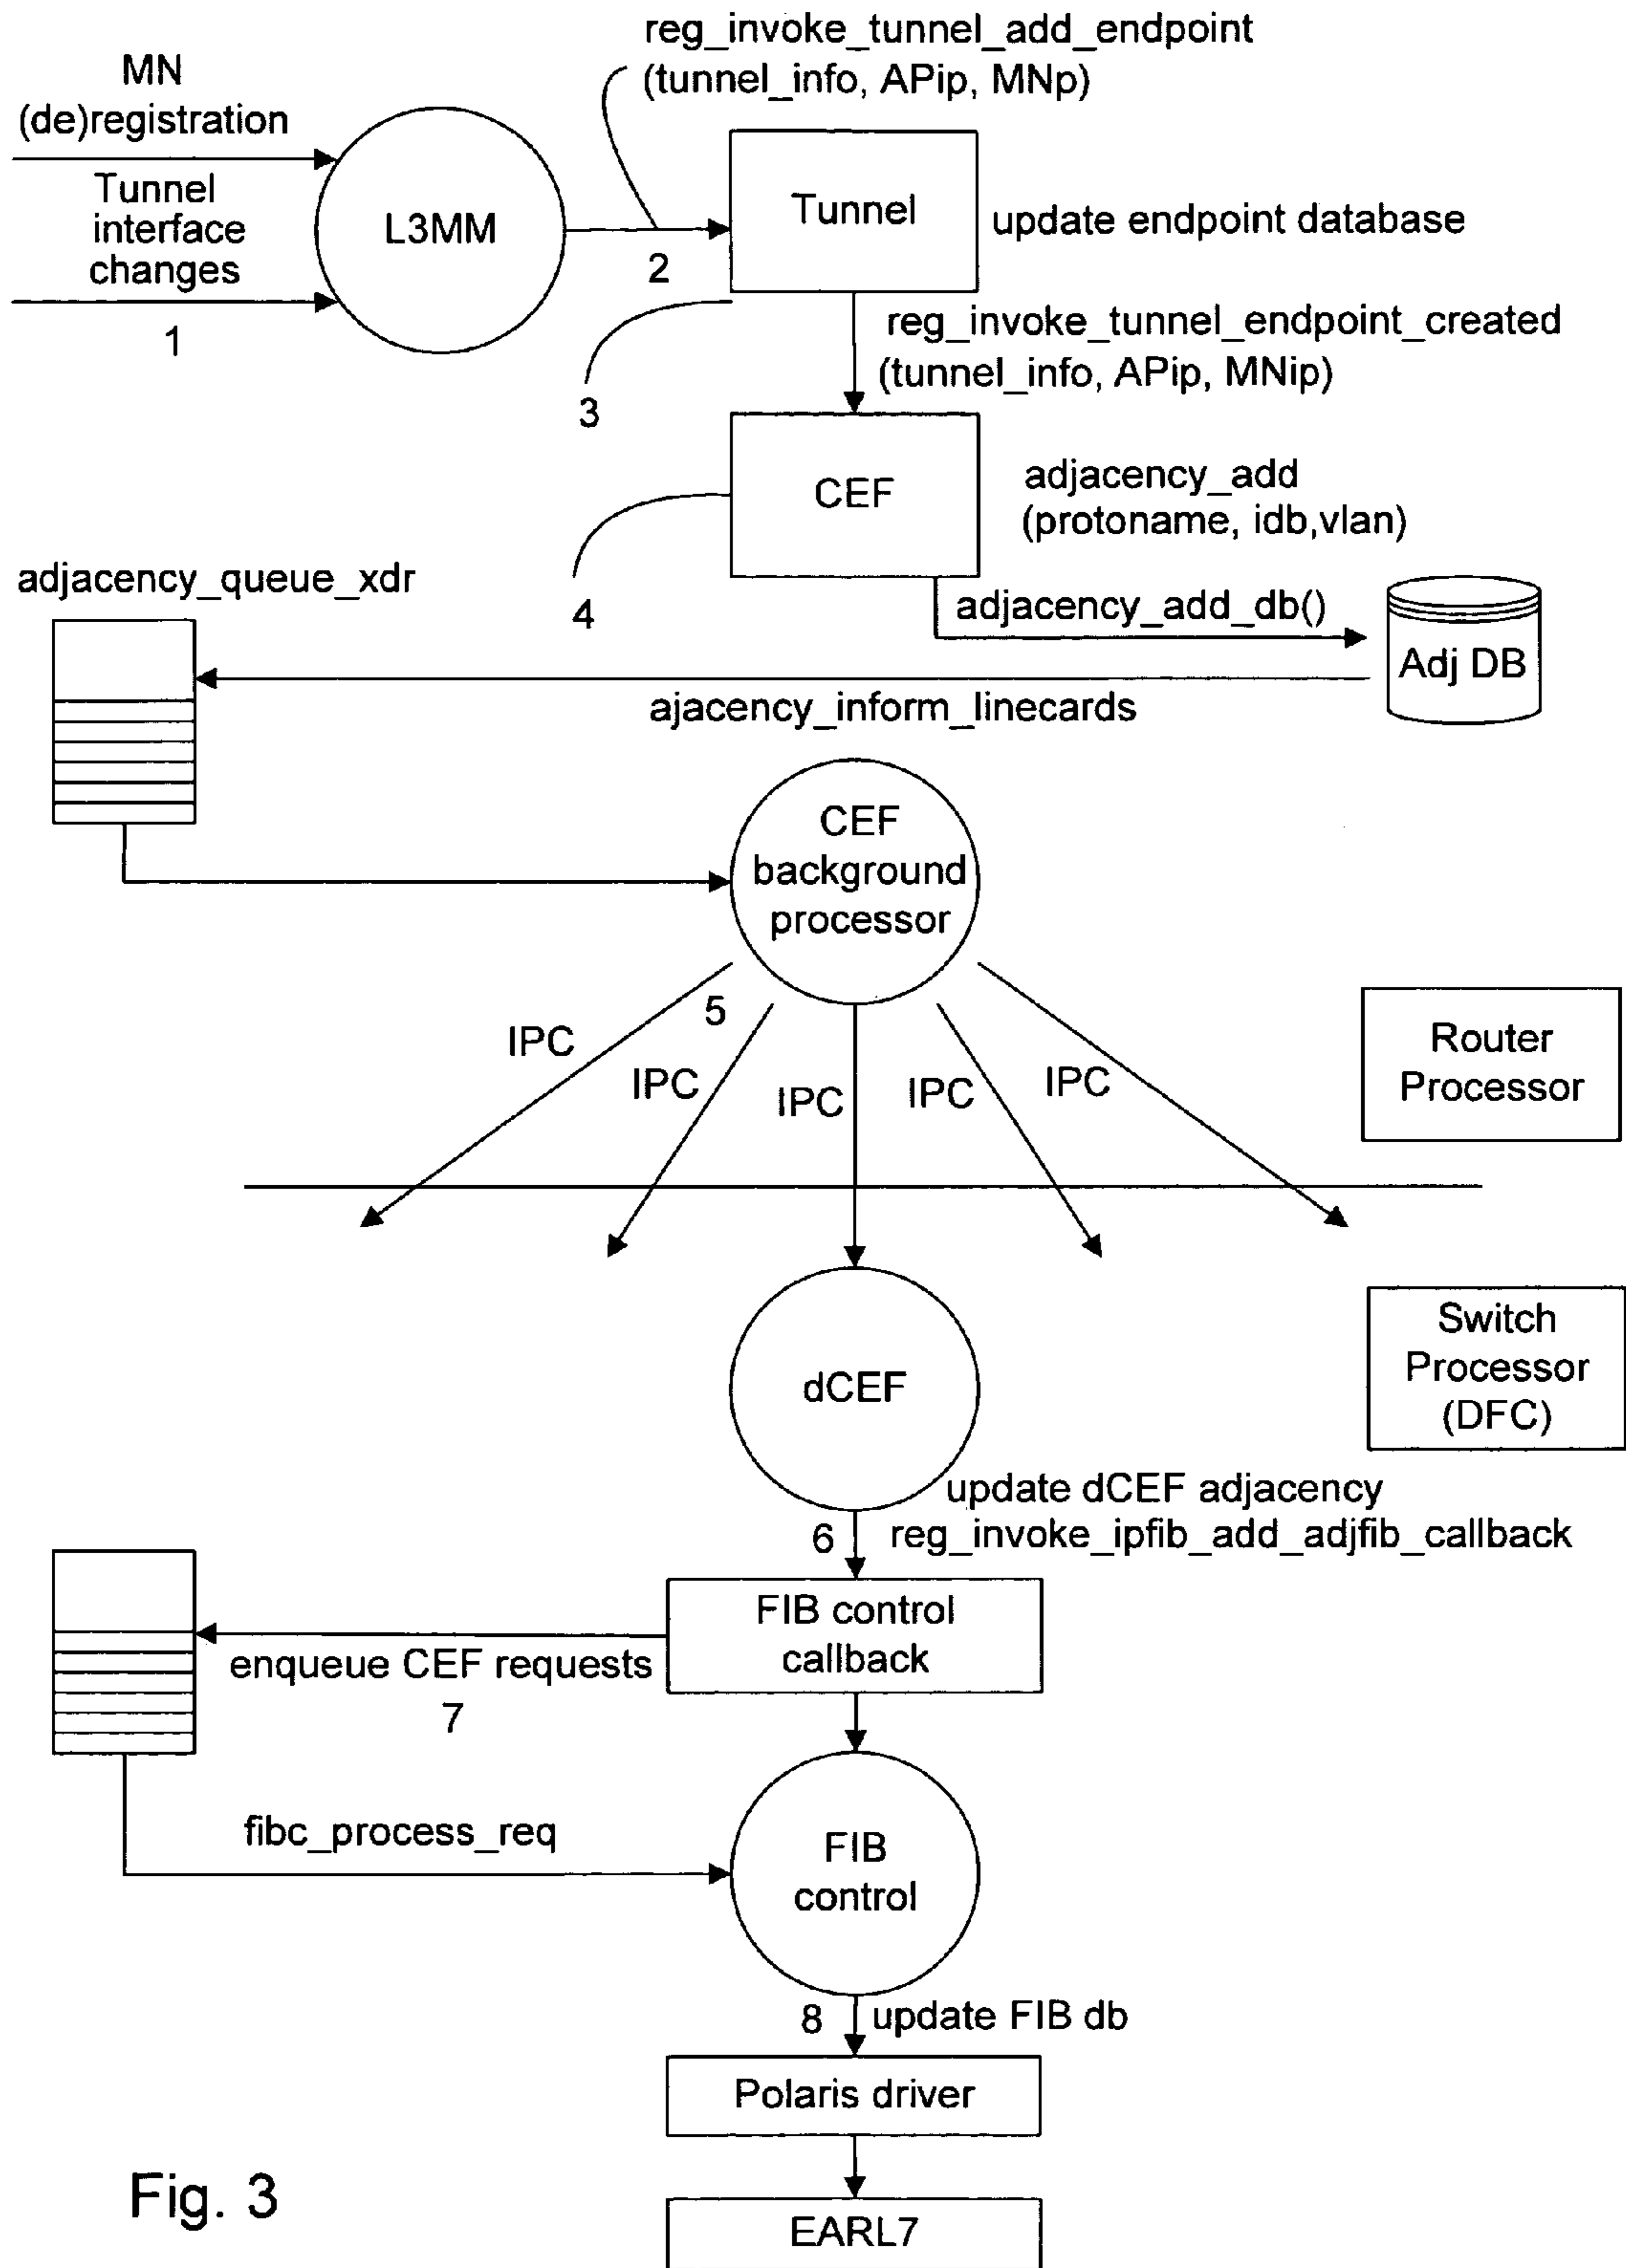 reg_invoke_tunnel_add_endpoint
(tunnel_info, APip, MNp)
MN
(de)registration
Tunnel
interface
changes
1
L3MM
2
Tunnel
update endpoint database
3
reg_invoke_tunnel_endpoint_created
(tunnel_info, APip, MNip)
CEF
adjacency_add
(protoname, idb,vlan)
4
adjacency_queue_xdr
adjacency_add_db()
Adj DB
ajacency_inform_linecards
CEF
background
processor
5
IPC
IPC
IPC
IPC
IPC
Router
Processor
dCEF
Switch
Processor
(DFC)
update dCEF adjacency
6
reg_invoke_ipfib_add_adjfib_callback
FIB control
callback
enqueue CEF requests
7
fibc_process_req
FIB
control
8
update FIB db
Polaris driver
EARL7
Fig. 3